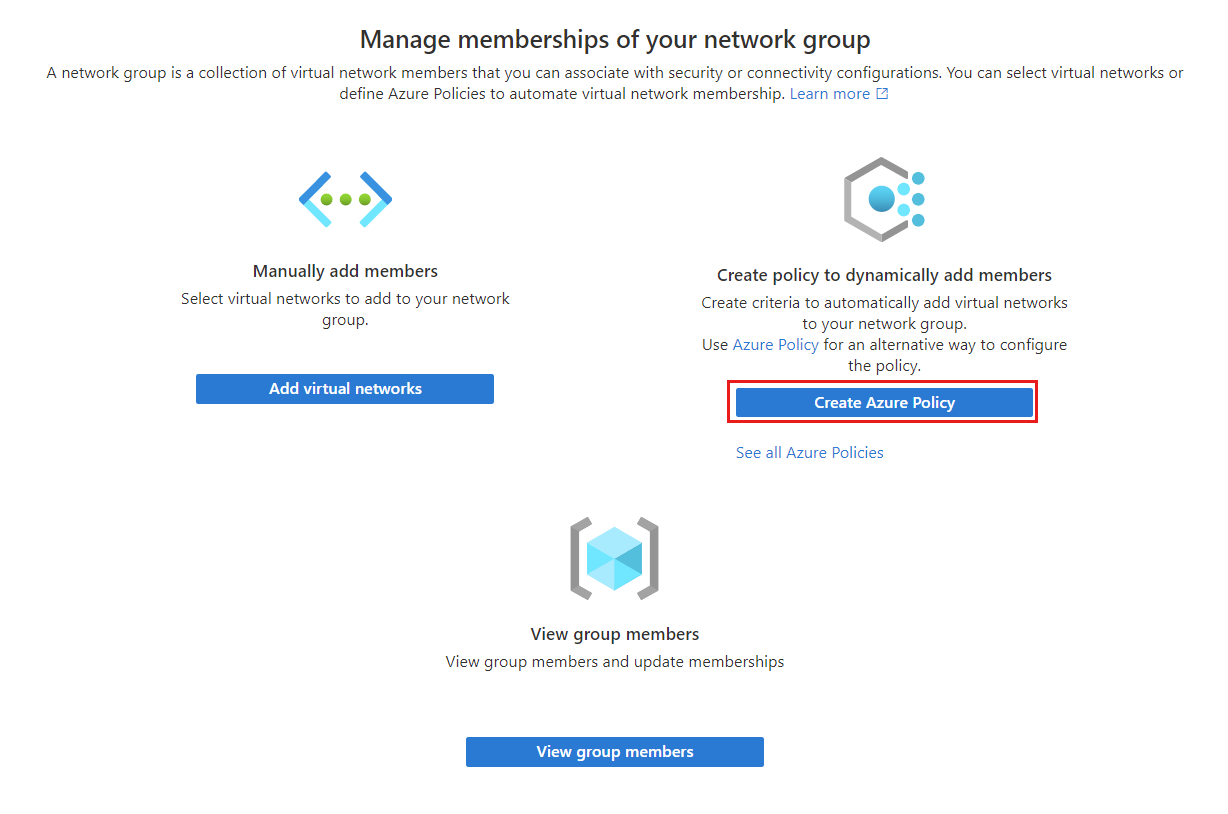 Manage memberships of your network group
A network group is a collection of virtual network members that you can associate with security or connectivity configurations. You can select virtual networks or
define Azure Policies to automate virtual network membership. Learn more
Manually add members
Select virtual networks to add to your network
group.
Add virtual networks
Create policy to dynamically add members
Create criteria to automatically add virtual networks
to your network group.
Use Azure Policy for an alternative way to configure
the policy.
Create Azure Policy
See all Azure Policies
View group members
View group members and update memberships
View group members